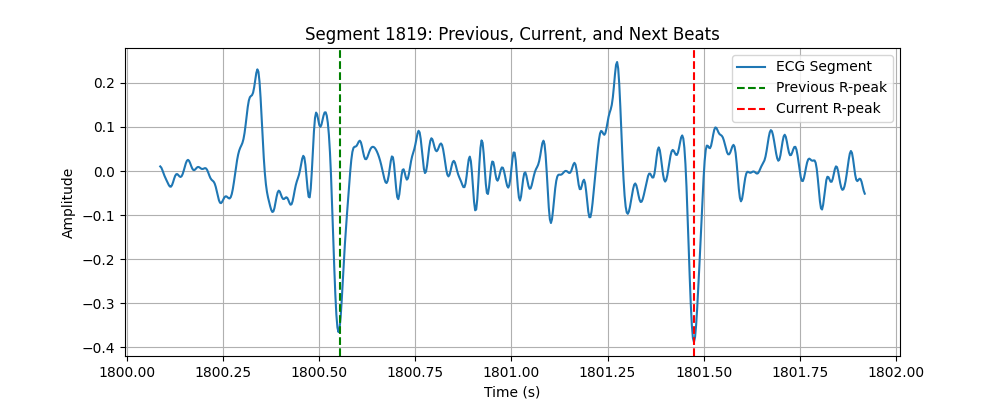 Segment 1819: Previous, Current, and Next Beats
ECG Segment
Previous R-peak
Current R-peak
Amplitude
0.2
0.1
0.0
−0.1
−0.2
−0.3
−0.4
1800.00 1800.25 1800.50 1800.75 1801.00 1801.25 1801.50 1801.75 1802.00
Time (s)